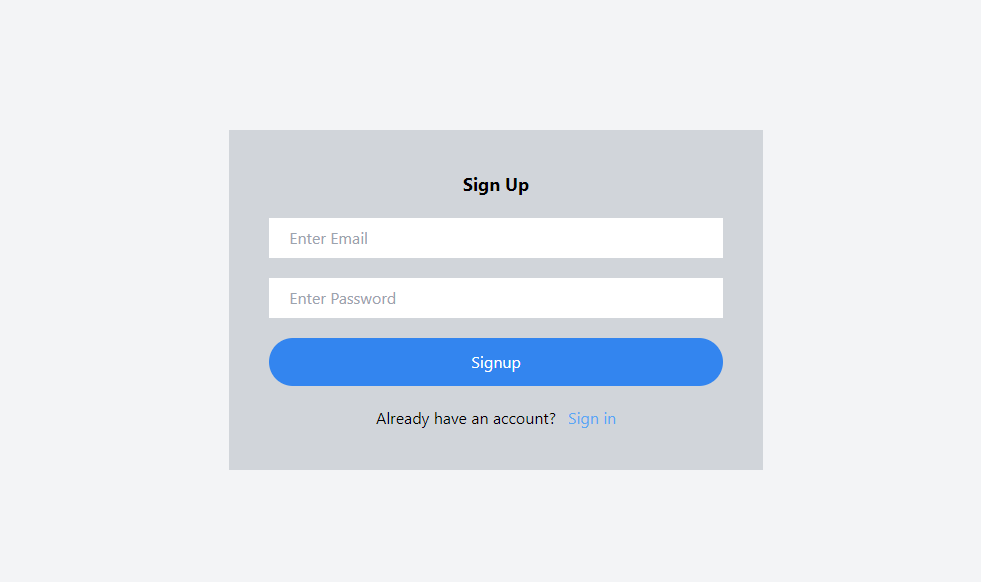 Sign Up
Enter Email
Enter Password
Signup
Already have an account? Sign in